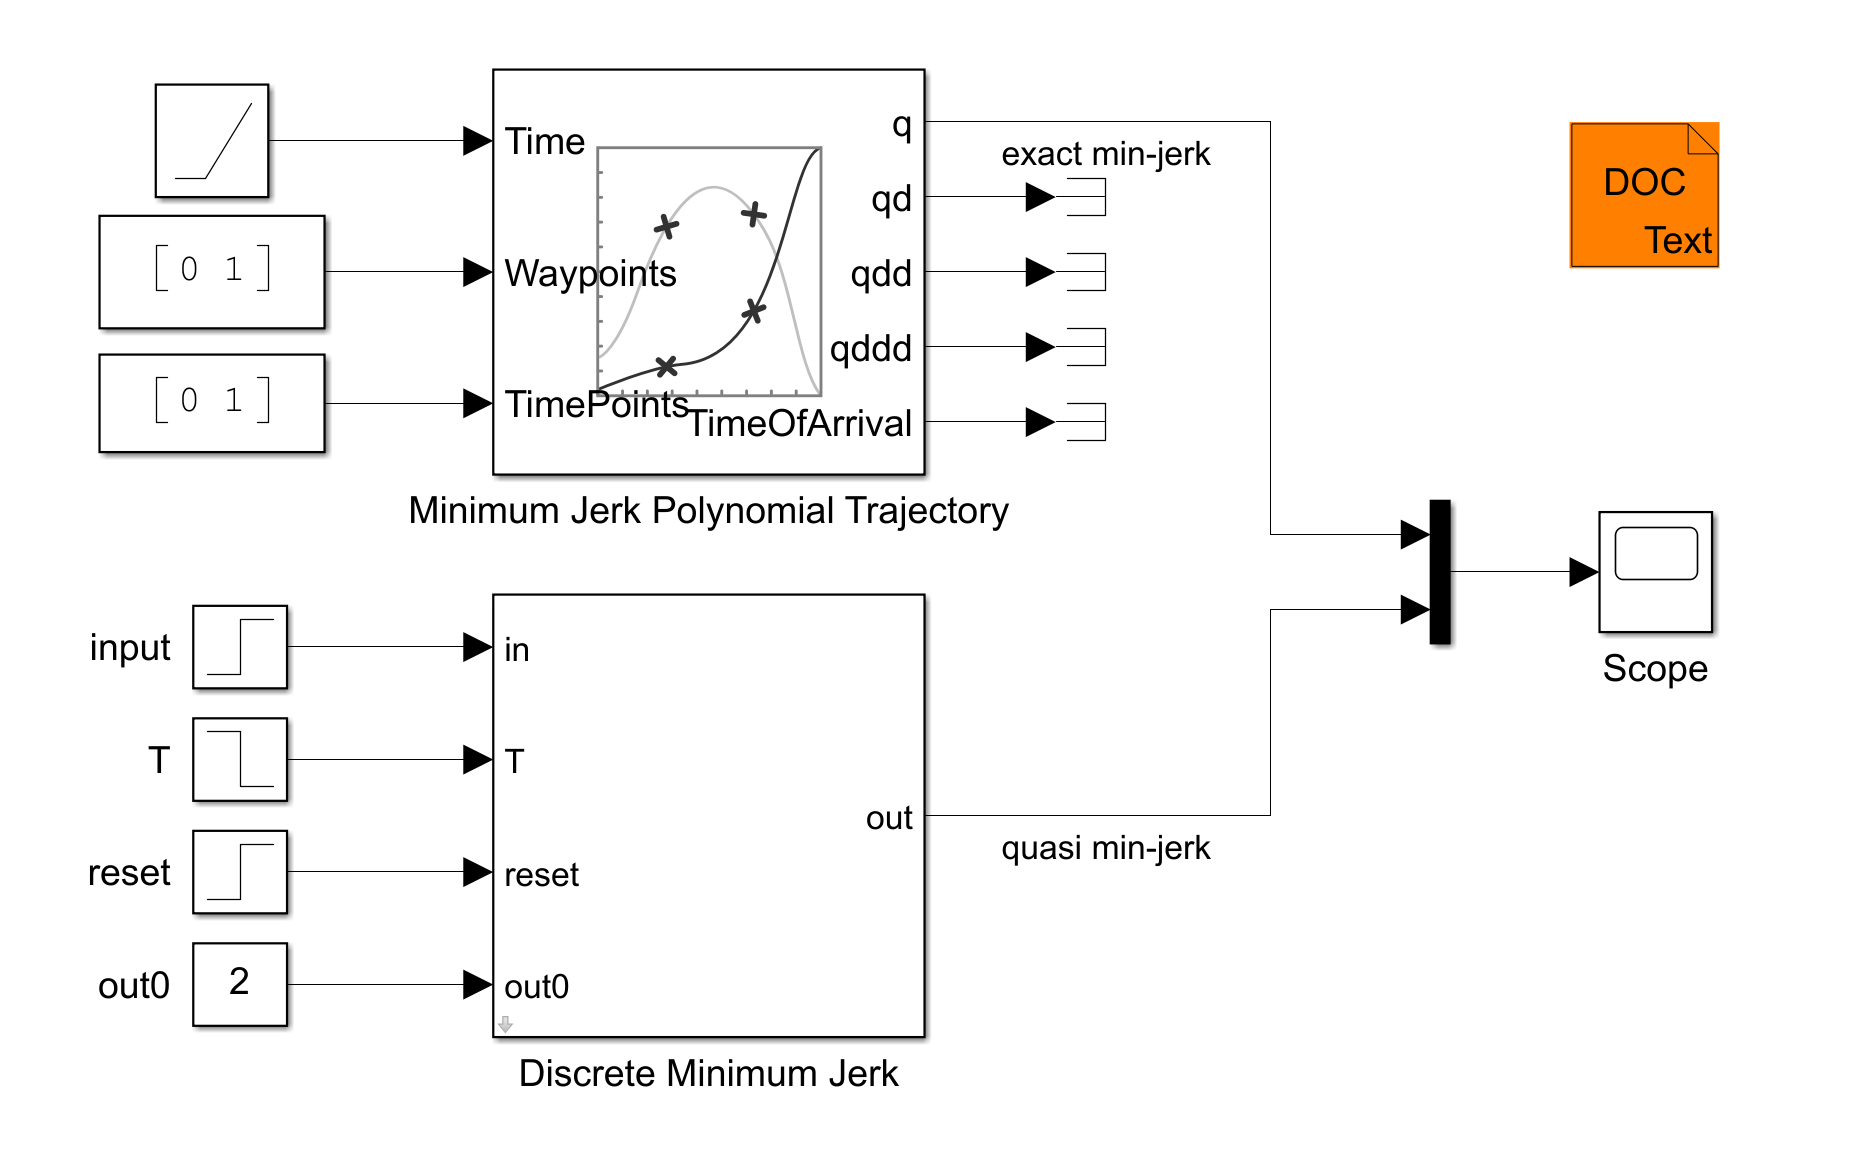 Time
[ 0 1 ]
Waypoints
[ 0 1 ]
TimePoints
q
exact min-jerk
qd
qdd
qddd
TimeOfArrival
Minimum Jerk Polynomial Trajectory
DOC
Text
Scope
input
in
T
T
reset
reset
out0
2
out0
out
quasi min-jerk
Discrete Minimum Jerk